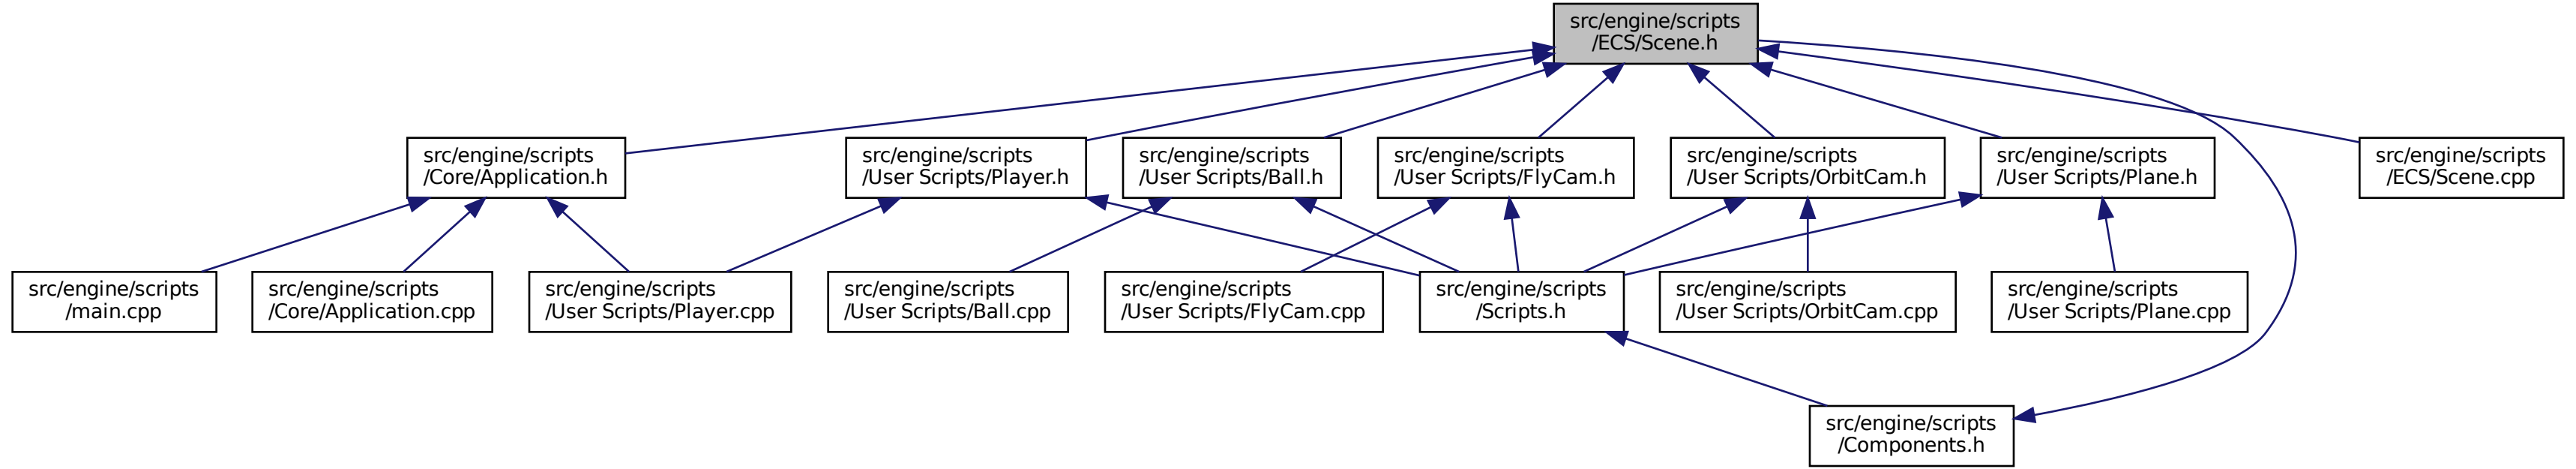 src/engine/scripts
/ECS/Scene.h
src/engine/scripts
/Core/Application.h
src/engine/scripts
/User Scripts/Player.h
src/engine/scripts
/User Scripts/Ball.h
src/engine/scripts
/User Scripts/FlyCam.h
src/engine/scripts
/User Scripts/OrbitCam.h
src/engine/scripts
/User Scripts/Plane.h
src/engine/scripts
/ECS/Scene.cpp
src/engine/scripts
/main.cpp
src/engine/scripts
/Core/Application.cpp
src/engine/scripts
/User Scripts/Player.cpp
src/engine/scripts
/User Scripts/Ball.cpp
src/engine/scripts
/User Scripts/FlyCam.cpp
src/engine/scripts
/Scripts.h
src/engine/scripts
/User Scripts/OrbitCam.cpp
src/engine/scripts
/User Scripts/Plane.cpp
src/engine/scripts
/Components.h